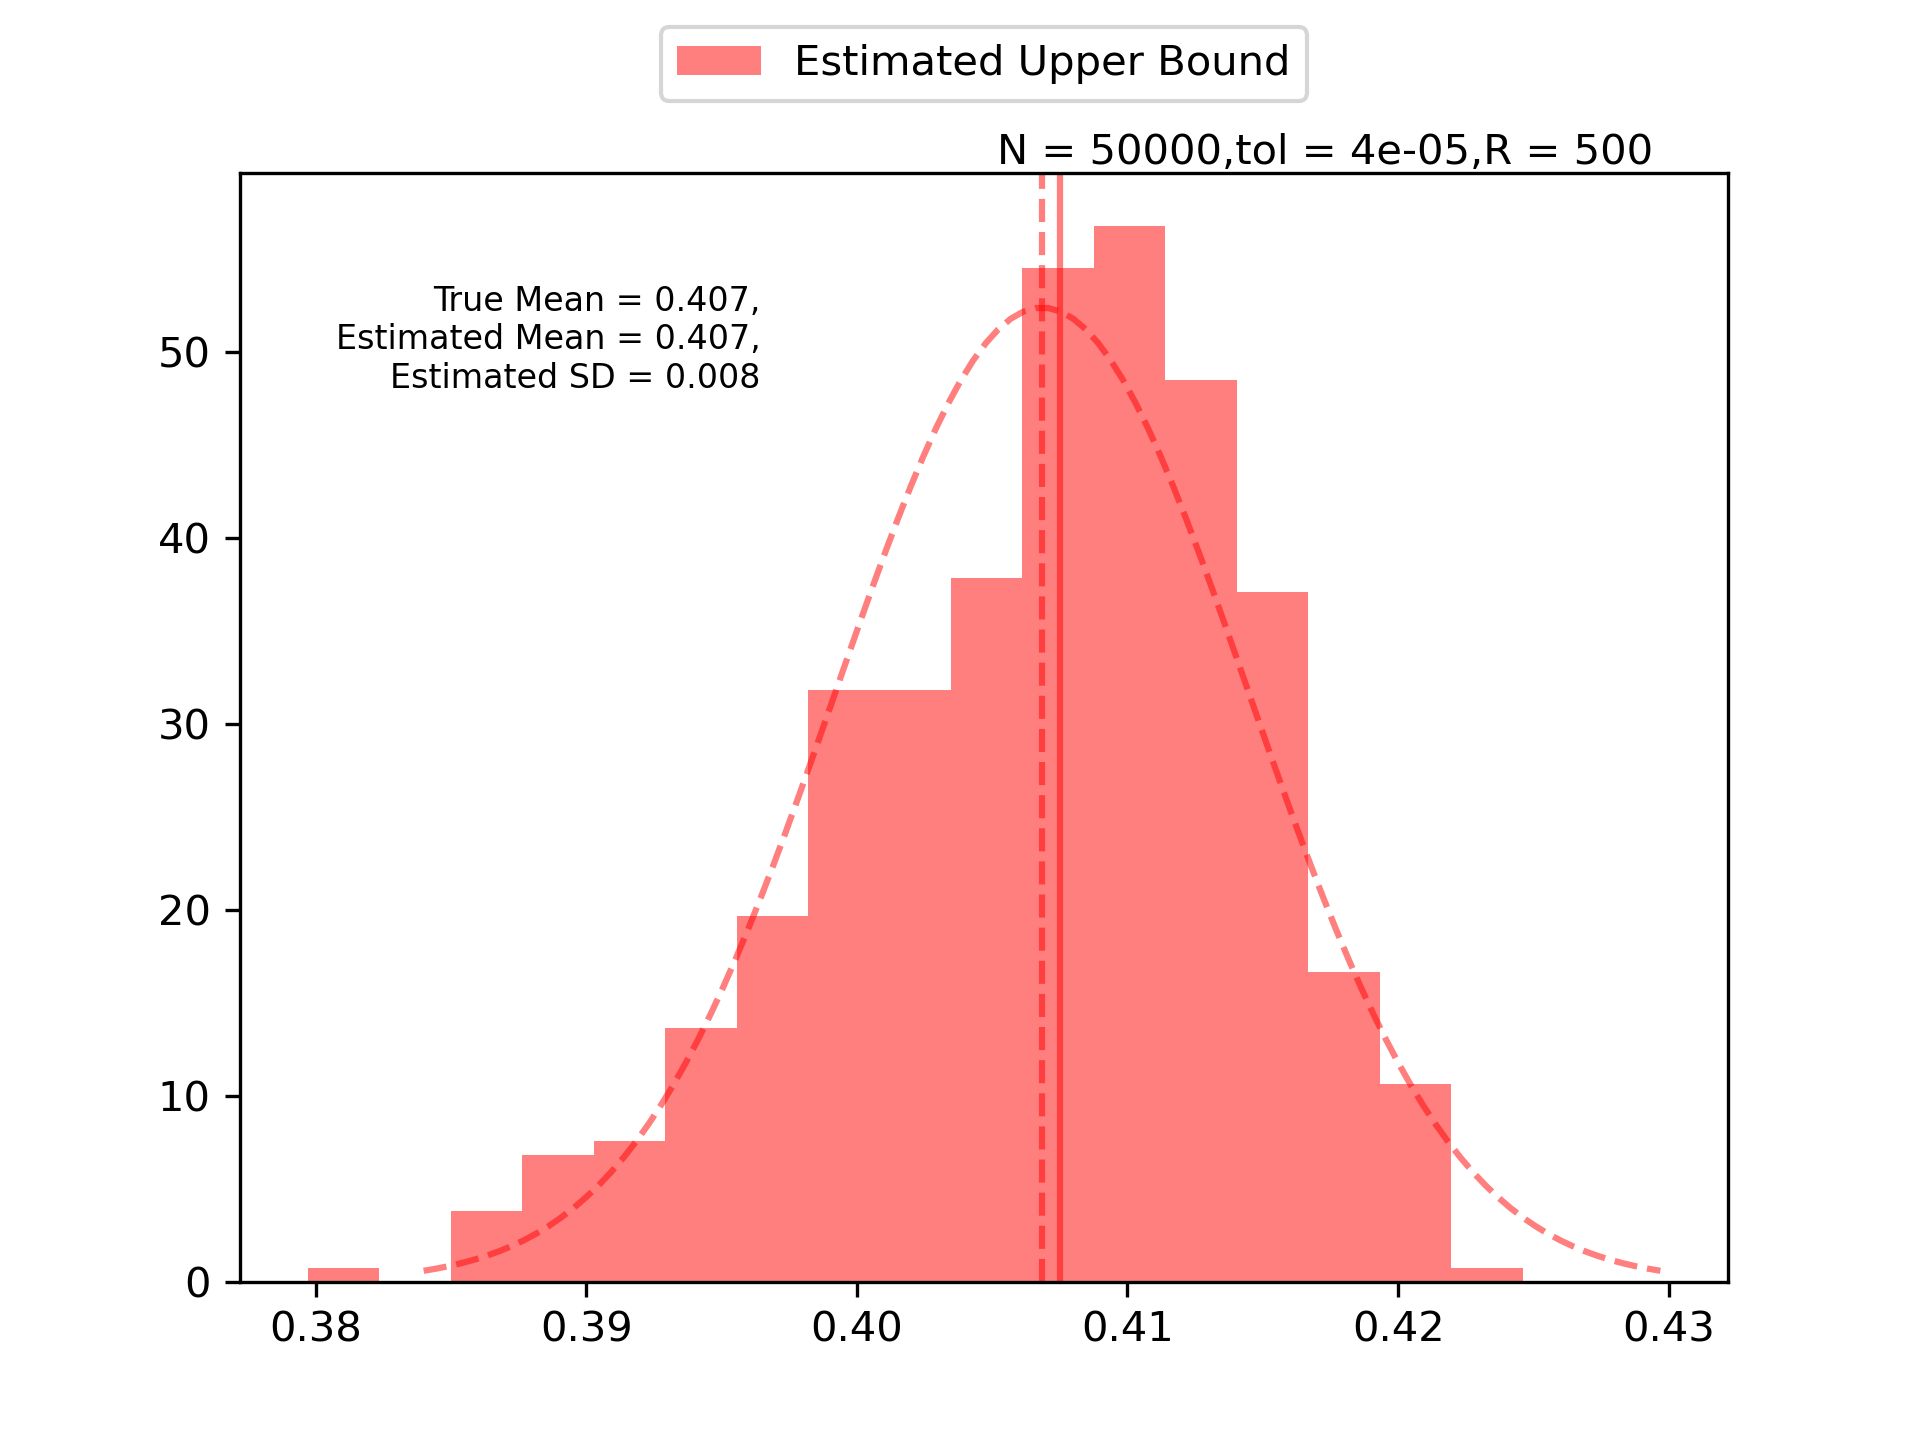 Estimated Upper Bound
N = 50000,tol = 4e-05,R = 500
True Mean = 0.407,
Estimated Mean = 0.407,
Estimated SD = 0.008
50
40
30
20
10
0
0.38 0.39 0.40 0.41 0.42 0.43